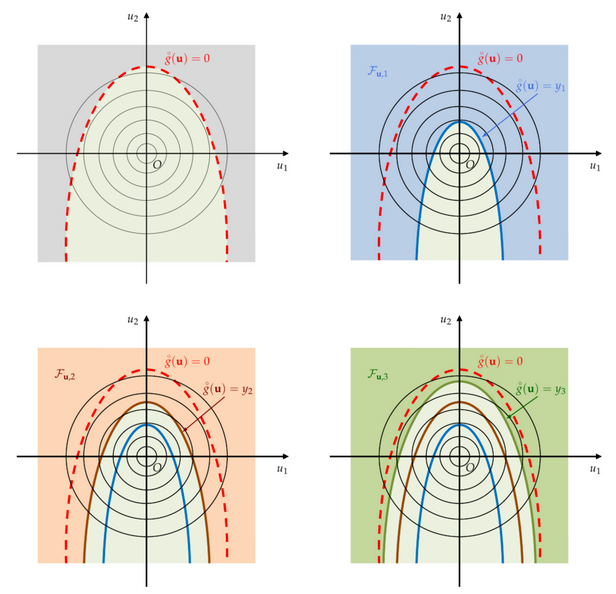 u₂
g̊(𝐮) = 0
O
u₁
u₂
g̊(𝐮) = 0
ℱ𝐮,1
g̊(𝐮) = y₁
O
u₁
u₂
g̊(𝐮) = 0
ℱ𝐮,2
g̊(𝐮) = y₂
O
u₁
u₂
g̊(𝐮) = 0
ℱ𝐮,3
g̊(𝐮) = y₃
O
u₁